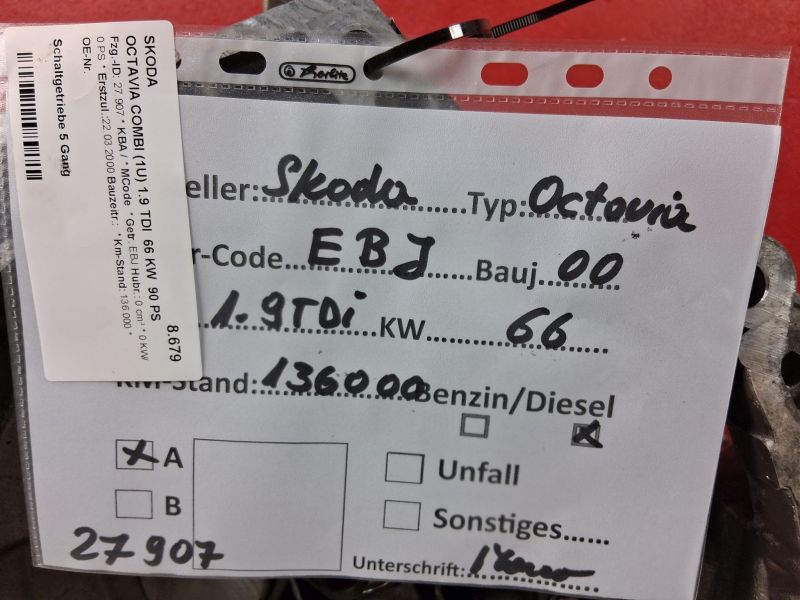 SKODA
8.679
OCTAVIA COMBI (1U) 1.9 TDI 66 KW 90 PS
Fzg.-ID: 27 907 * KBA / * MCode * Getr. EBJ Hubr.: 0 cm³ * 0 KW
0 PS * Erstzul.:22.03.2000 Bauzeitr.: * Km-Stand: 136 000 *
OE-Nr.
Schaltgetriebe 5 Gang
Herlitz
eller: Skoda Typ: Octavia
r-Code EBJ Bauj 00
1.9TDi KW 66
KM-Stand: 136000 Benzin/Diesel
x
x A
Unfall
B
Sonstiges......
27907
Unterschrift: